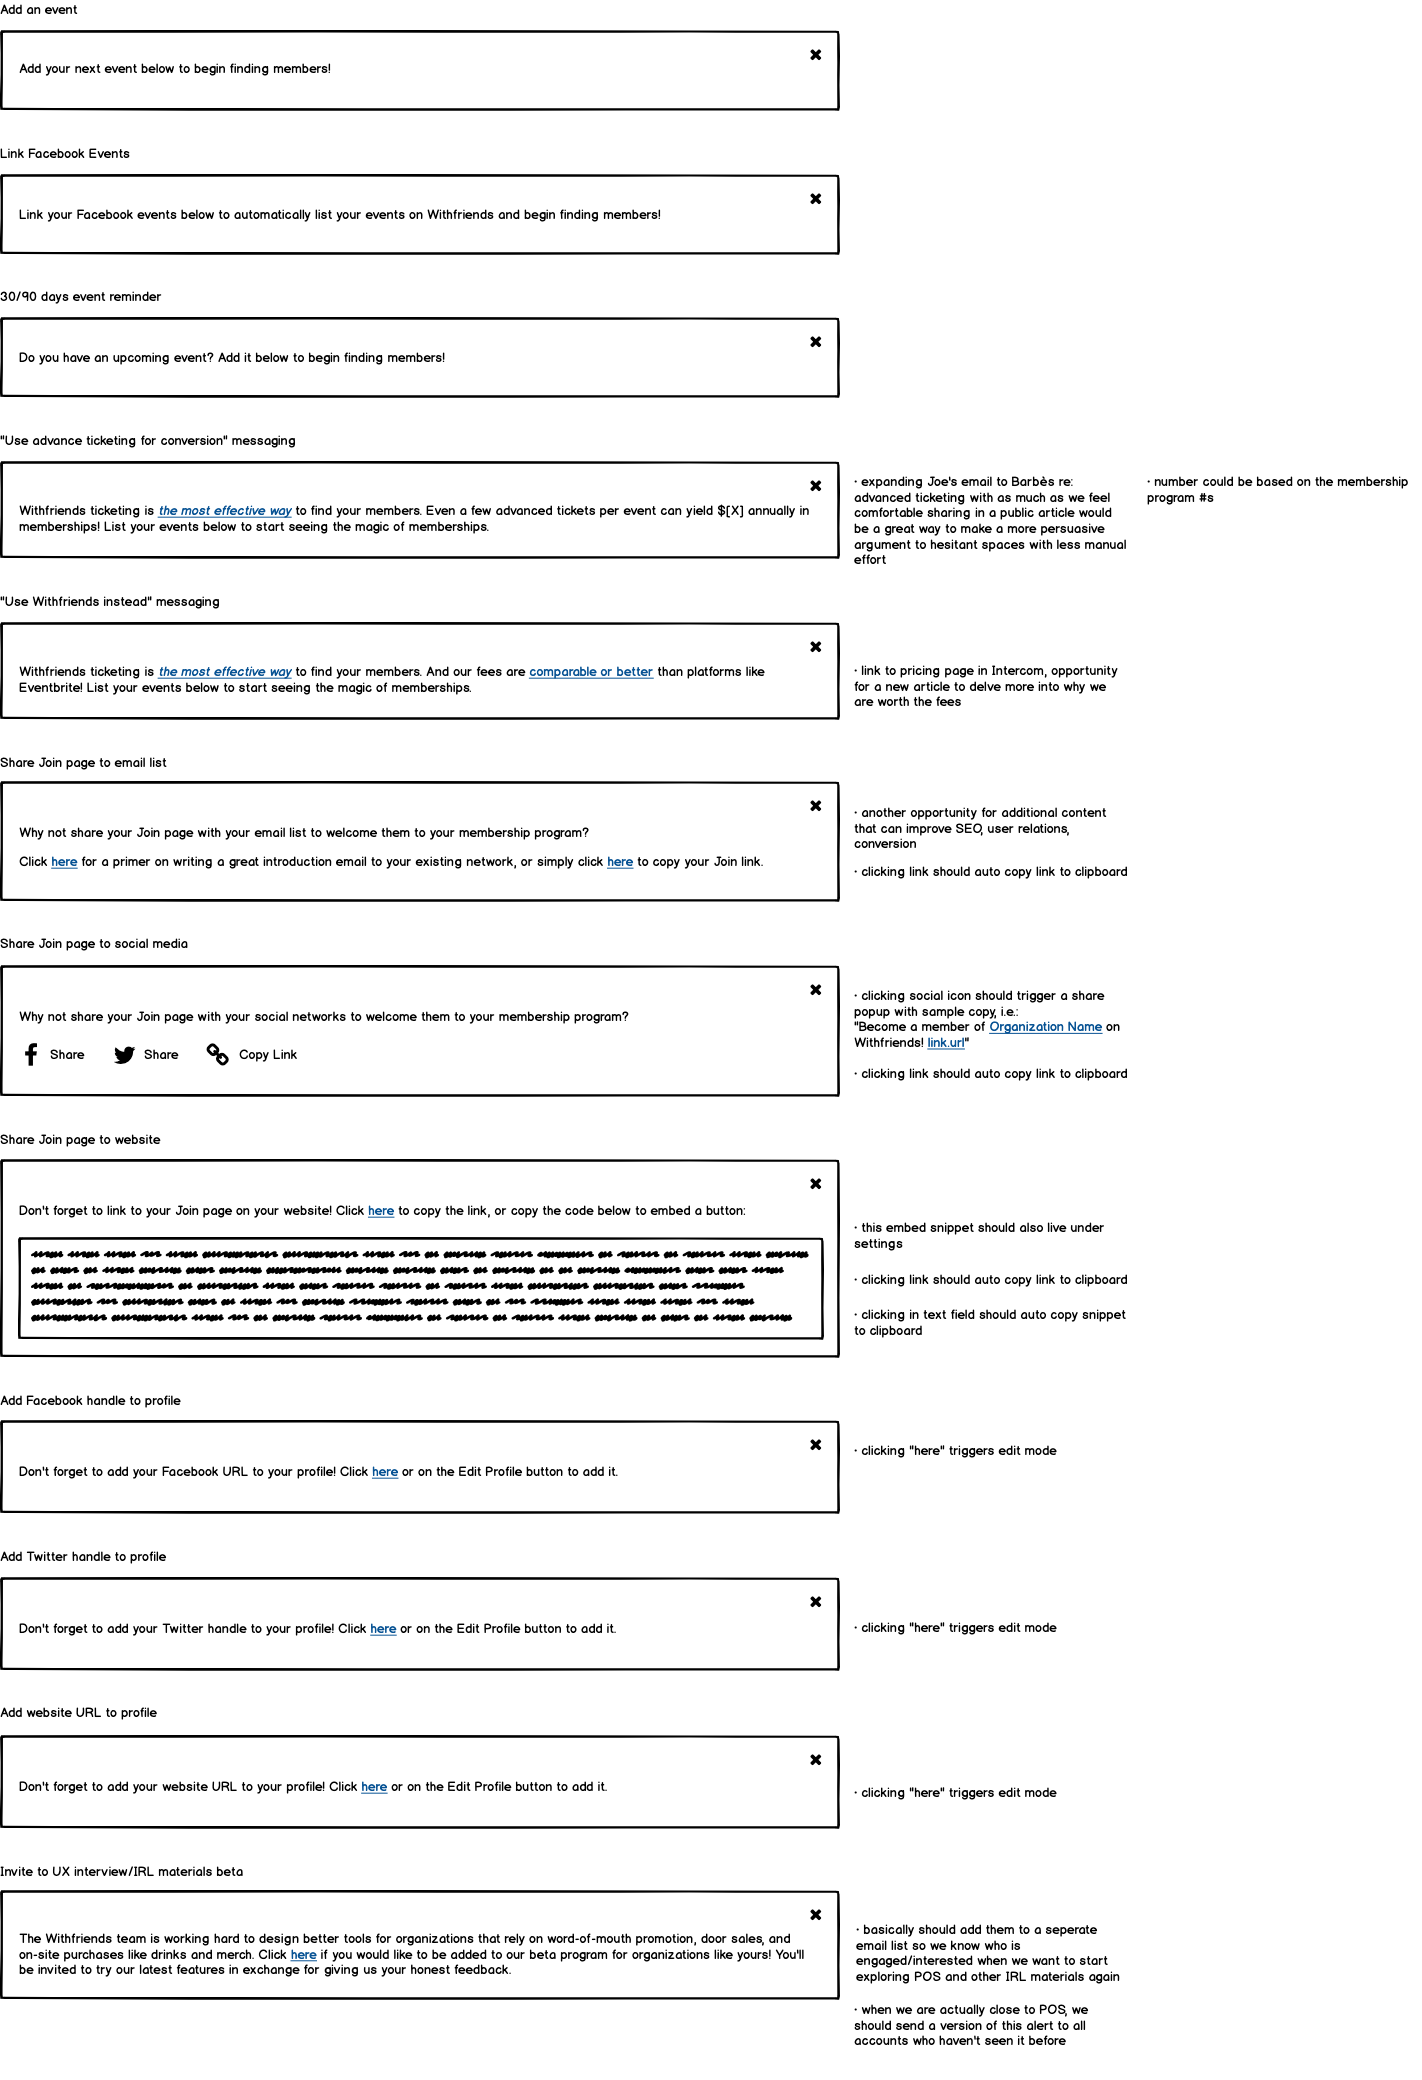 Add an event
Add your next event below to begin finding members!
Link Facebook Events
Link your Facebook events below to automatically list your events on Withfriends and begin finding members!
30/90 days event reminder
Do you have an upcoming event? Add it below to begin finding members!
"Use advance ticketing for conversion" messaging
Withfriends ticketing is the most effective way to find your members. Even a few advanced tickets per event can yield $[X] annually in
memberships! List your events below to start seeing the magic of memberships.
· expanding Joe's email to Barbès re:
advanced ticketing with as much as we feel
comfortable sharing in a public article would
be a great way to make a more persuasive
argument to hesitant spaces with less manual
effort
· number could be based on the membership
program #s
"Use Withfriends instead" messaging
Withfriends ticketing is the most effective way to find your members. And our fees are comparable or better than platforms like
Eventbrite! List your events below to start seeing the magic of memberships.
· link to pricing page in Intercom, opportunity
for a new article to delve more into why we
are worth the fees
Share Join page to email list
Why not share your Join page with your email list to welcome them to your membership program?
Click here for a primer on writing a great introduction email to your existing network, or simply click here to copy your Join link.
· another opportunity for additional content
that can improve SEO, user relations,
conversion
· clicking link should auto copy link to clipboard
Share Join page to social media
Why not share your Join page with your social networks to welcome them to your membership program?
Share Share Copy Link
· clicking social icon should trigger a share
popup with sample copy, i.e.:
"Become a member of Organization Name on
Withfriends! link.url"
· clicking link should auto copy link to clipboard
Share Join page to website
Don't forget to link to your Join page on your website! Click here to copy the link, or copy the code below to embed a button:
· this embed snippet should also live under
settings
· clicking link should auto copy link to clipboard
· clicking in text field should auto copy snippet
to clipboard
Add Facebook handle to profile
Don't forget to add your Facebook URL to your profile! Click here or on the Edit Profile button to add it.
· clicking "here" triggers edit mode
Add Twitter handle to profile
Don't forget to add your Twitter handle to your profile! Click here or on the Edit Profile button to add it.
· clicking "here" triggers edit mode
Add website URL to profile
Don't forget to add your website URL to your profile! Click here or on the Edit Profile button to add it.
· clicking "here" triggers edit mode
Invite to UX interview/IRL materials beta
The Withfriends team is working hard to design better tools for organizations that rely on word-of-mouth promotion, door sales, and
on-site purchases like drinks and merch. Click here if you would like to be added to our beta program for organizations like yours! You'll
be invited to try our latest features in exchange for giving us your honest feedback.
· basically should add them to a seperate
email list so we know who is
engaged/interested when we want to start
exploring POS and other IRL materials again
· when we are actually close to POS, we
should send a version of this alert to all
accounts who haven't seen it before